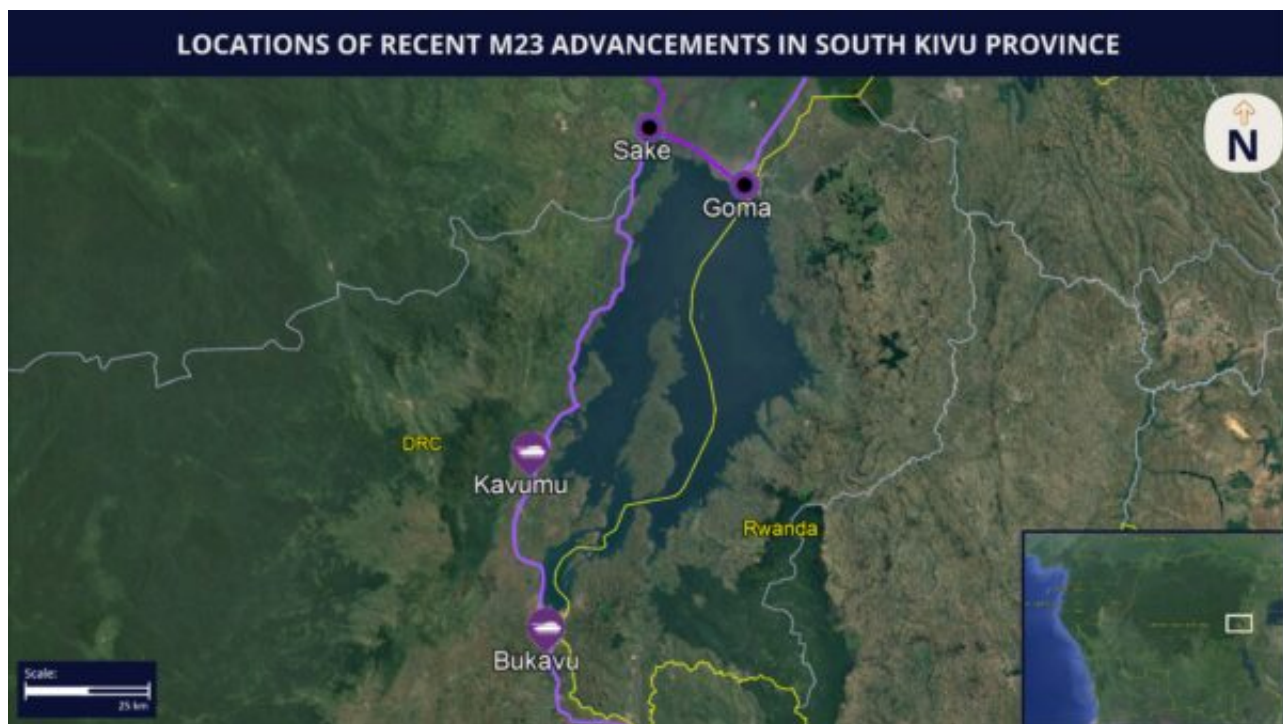 LOCATIONS OF RECENT M23 ADVANCEMENTS IN SOUTH KIVU PROVINCE
N
Sake
Goma
DRC
Kavumu
Rwanda
Bukavu
Scale:
25 km